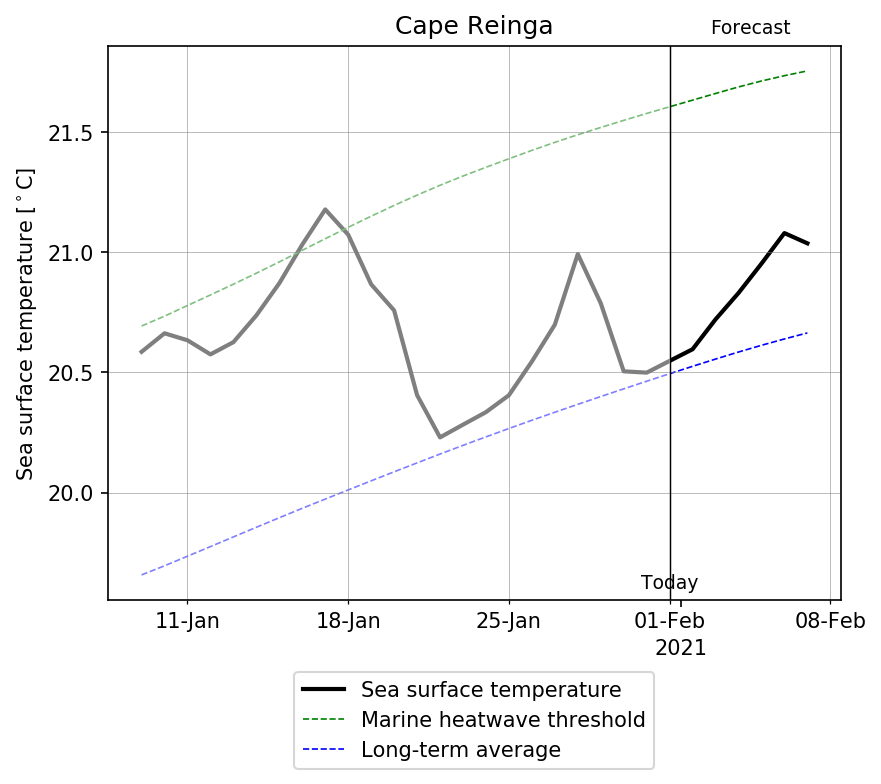 Cape Reinga
Forecast
Sea surface temperature [°C]
21.5
21.0
20.5
20.0
Today
11-Jan
18-Jan
25-Jan
01-Feb
08-Feb
2021
Sea surface temperature
Marine heatwave threshold
Long-term average